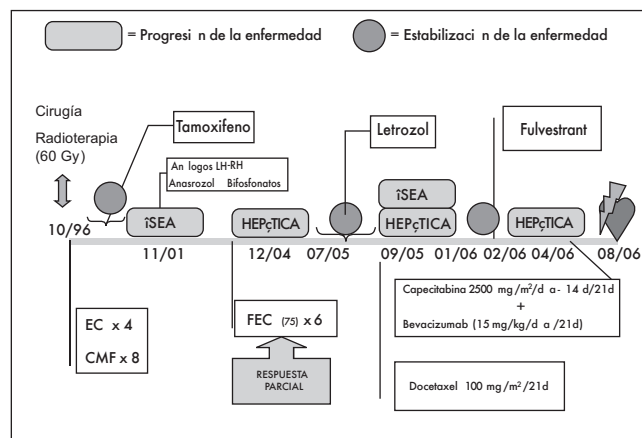 = Progresi n de la enfermedad
= Estabilizaci n de la enfermedad
Cirugía
Radioterapia
(60 Gy)
Tamoxifeno
Letrozol
Fulvestrant
An logos LH-RH
Anasrozol Bifosfonatos
îSEA
HEPçTICA
îSEA
HEPçTICA
HEPçTICA
10/96
11/01
12/04
07/05
09/05
01/06
02/06
04/06
08/06
EC x 4
CMF x 8
FEC (75) x 6
RESPUESTA
PARCIAL
Capecitabina 2500 mg/m²/d a- 14 d/21d
+
Bevacizumab (15 mg/kg/d a /21d)
Docetaxel 100 mg/m²/21d